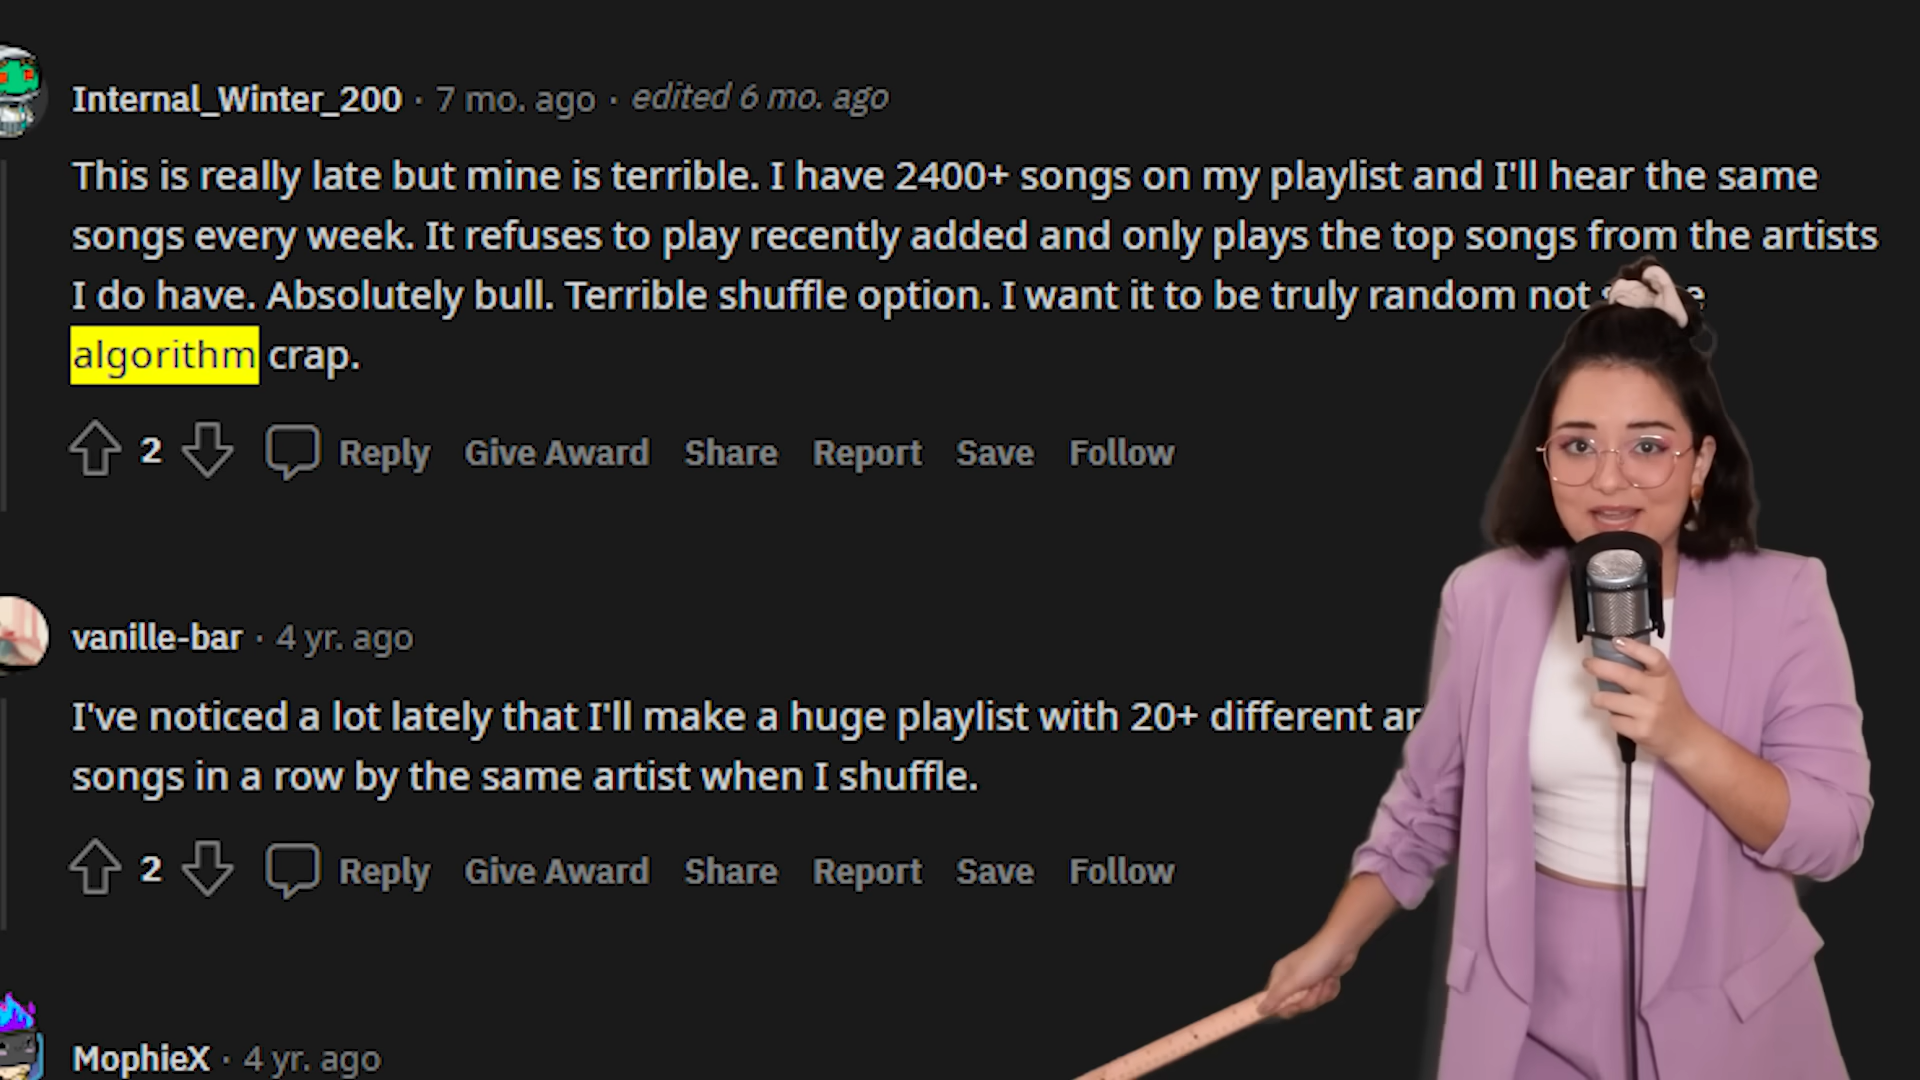 Internal_Winter_200 · 7 mo. ago · edited 6 mo. ago
This is really late but mine is terrible. I have 2400+ songs on my playlist and I'll hear the same
songs every week. It refuses to play recently added and only plays the top songs from the artists
I do have. Absolutely bull. Terrible shuffle option. I want it to be truly random not
algorithm crap.
2 Reply Give Award Share Report Save Follow
vanille-bar · 4 yr. ago
I've noticed a lot lately that I'll make a huge playlist with 20+ different
songs in a row by the same artist when I shuffle.
2 Reply Give Award Share Report Save Follow
MophieX · 4 yr. ago